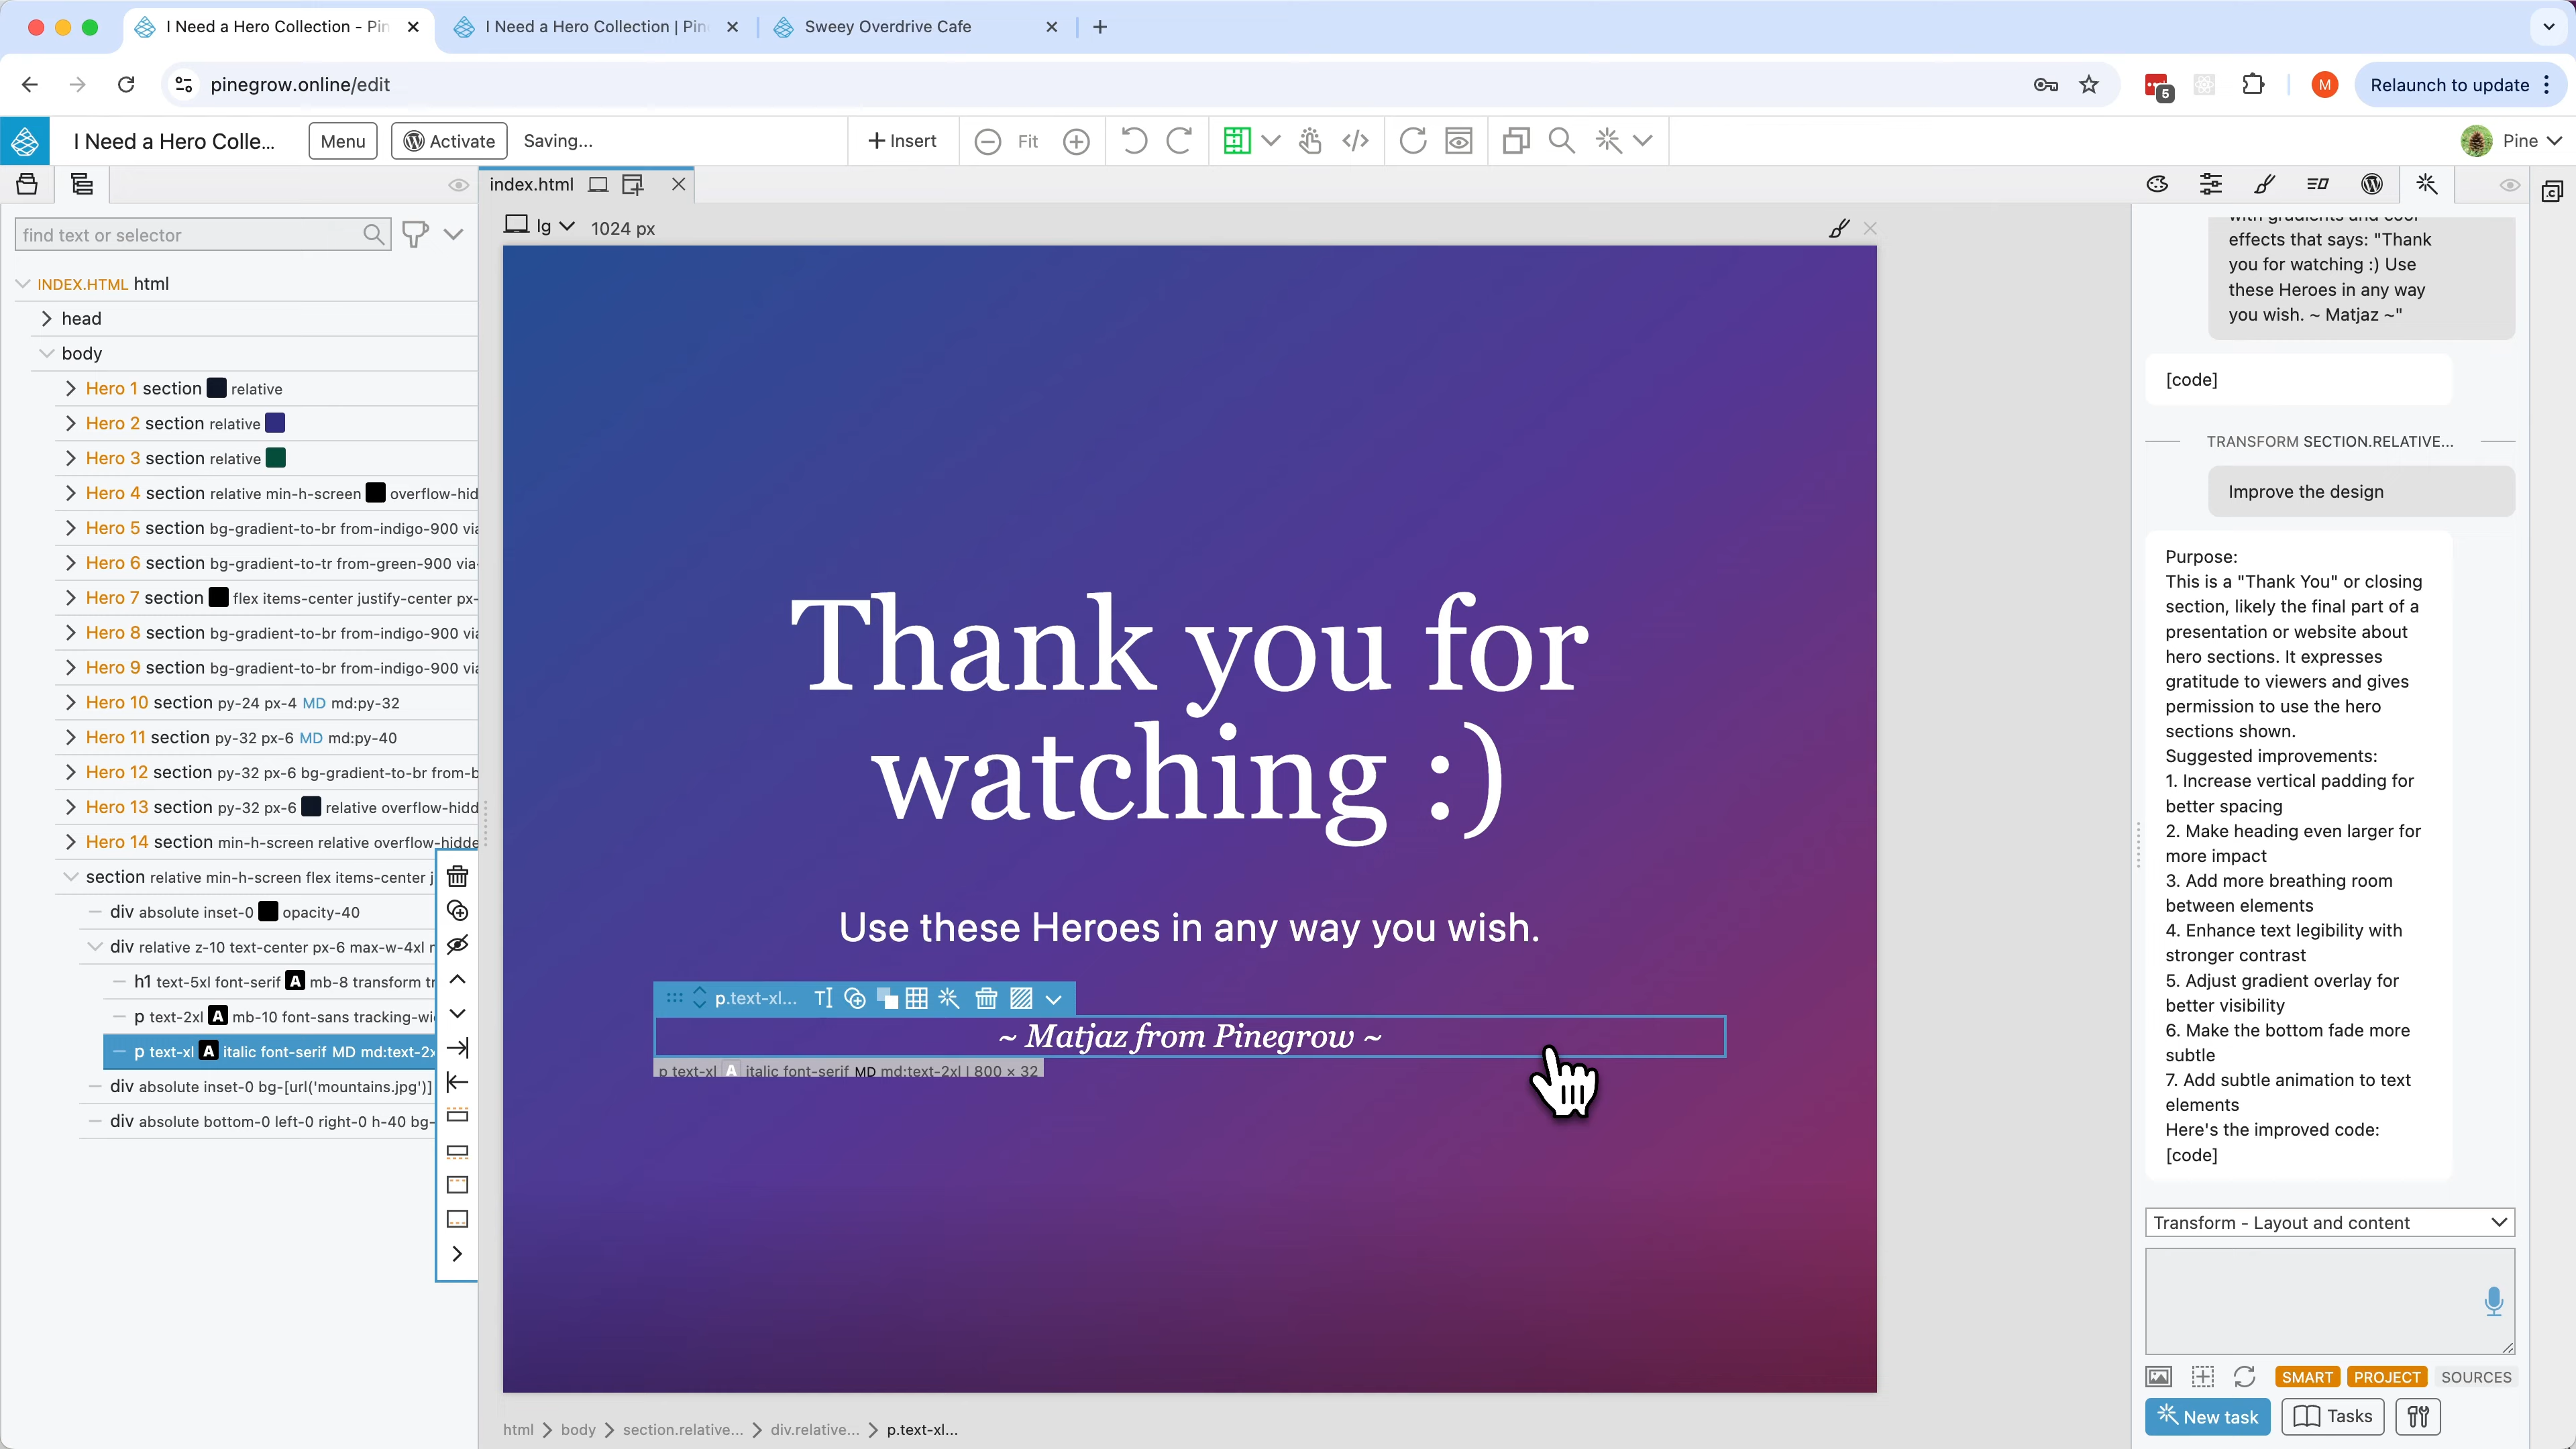 I Need a Hero Collection - Pin
I Need a Hero Collection | Pin
Sweey Overdrive Cafe
pinegrow.online/edit
5
M
Relaunch to update
I Need a Hero Colle...
Menu
Activate
Saving...
Insert
Fit
Pine
index.html
find text or selector
lg
1024 px
INDEX.HTML html
head
body
Hero 1 section relative
Hero 2 section relative
Hero 3 section relative
Hero 4 section relative min-h-screen overflow-hid
Hero 5 section bg-gradient-to-br from-indigo-900 via
Hero 6 section bg-gradient-to-tr from-green-900 via-
Hero 7 section flex items-center justify-center px-
Hero 8 section bg-gradient-to-br from-indigo-900 via
Hero 9 section bg-gradient-to-br from-indigo-900 via
Hero 10 section py-24 px-4 MD md:py-32
Hero 11 section py-32 px-6 MD md:py-40
Hero 12 section py-32 px-6 bg-gradient-to-br from-b
Hero 13 section py-32 px-6 relative overflow-hidd
Hero 14 section min-h-screen relative overflow-hidde
section relative min-h-screen flex items-center j
div absolute inset-0 opacity-40
div relative z-10 text-center px-6 max-w-4xl m
h1 text-5xl font-serif A mb-8 transform tr
p text-2xl A mb-10 font-sans tracking-wi
p text-xl A italic font-serif MD md:text-2x
div absolute inset-0 bg-[url('mountains.jpg')]
div absolute bottom-0 left-0 right-0 h-40 bg-
Thank you for
watching :)
Use these Heroes in any way you wish.
p.text-xl...
~ Matjaz from Pinegrow ~
p text-xl A italic font-serif MD md:text-2xl | 800 × 32
html
body
section.relative...
div.relative...
p.text-xl...
with gradients and cool
effects that says: "Thank
you for watching :) Use
these Heroes in any way
you wish. ~ Matjaz ~"
[code]
TRANSFORM SECTION.RELATIVE...
Improve the design
Purpose:
This is a "Thank You" or closing
section, likely the final part of a
presentation or website about
hero sections. It expresses
gratitude to viewers and gives
permission to use the hero
sections shown.
Suggested improvements:
1. Increase vertical padding for
better spacing
2. Make heading even larger for
more impact
3. Add more breathing room
between elements
4. Enhance text legibility with
stronger contrast
5. Adjust gradient overlay for
better visibility
6. Make the bottom fade more
subtle
7. Add subtle animation to text
elements
Here's the improved code:
[code]
Transform - Layout and content
SMART
PROJECT
SOURCES
New task
Tasks